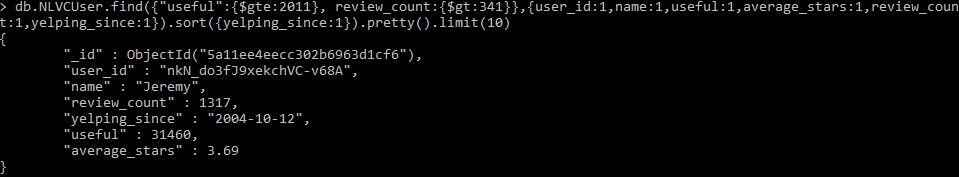 > db.NLVCUser.find({"useful":{$gte:2011}, review_count:{$gt:341}},{user_id:1,name:1,useful:1,average_stars:1,review_coun
t:1,yelping_since:1}).sort({yelping_since:1}).pretty().limit(10)
{
"_id" : ObjectId("5a11ee4eecc302b6963d1cf6"),
"user_id" : "nkN_do3fJ9xekchVC-v68A",
"name" : "Jeremy",
"review_count" : 1317,
"yelping_since" : "2004-10-12",
"useful" : 31460,
"average_stars" : 3.69
}